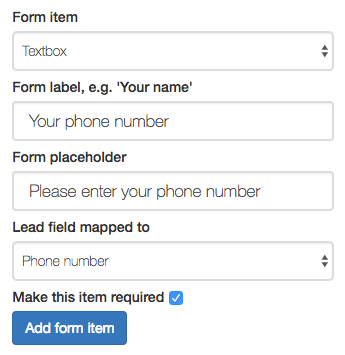 Form item
Textbox
Form label, e.g. 'Your name'
Your phone number
Form placeholder
Please enter your phone number
Lead field mapped to
Phone number
Make this item required
Add form item